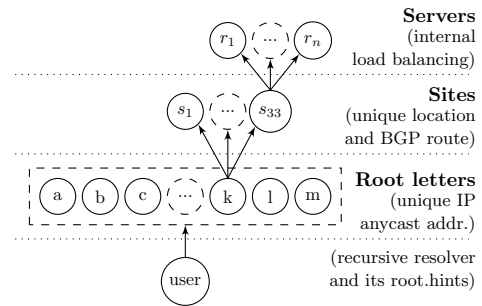 Servers
r1 ... rn (internal
load balancing)
Sites
s1 ... s33 (unique location
and BGP route)
Root letters
a b c ... k l m (unique IP
anycast addr.)
(recursive resolver
user and its root.hints)